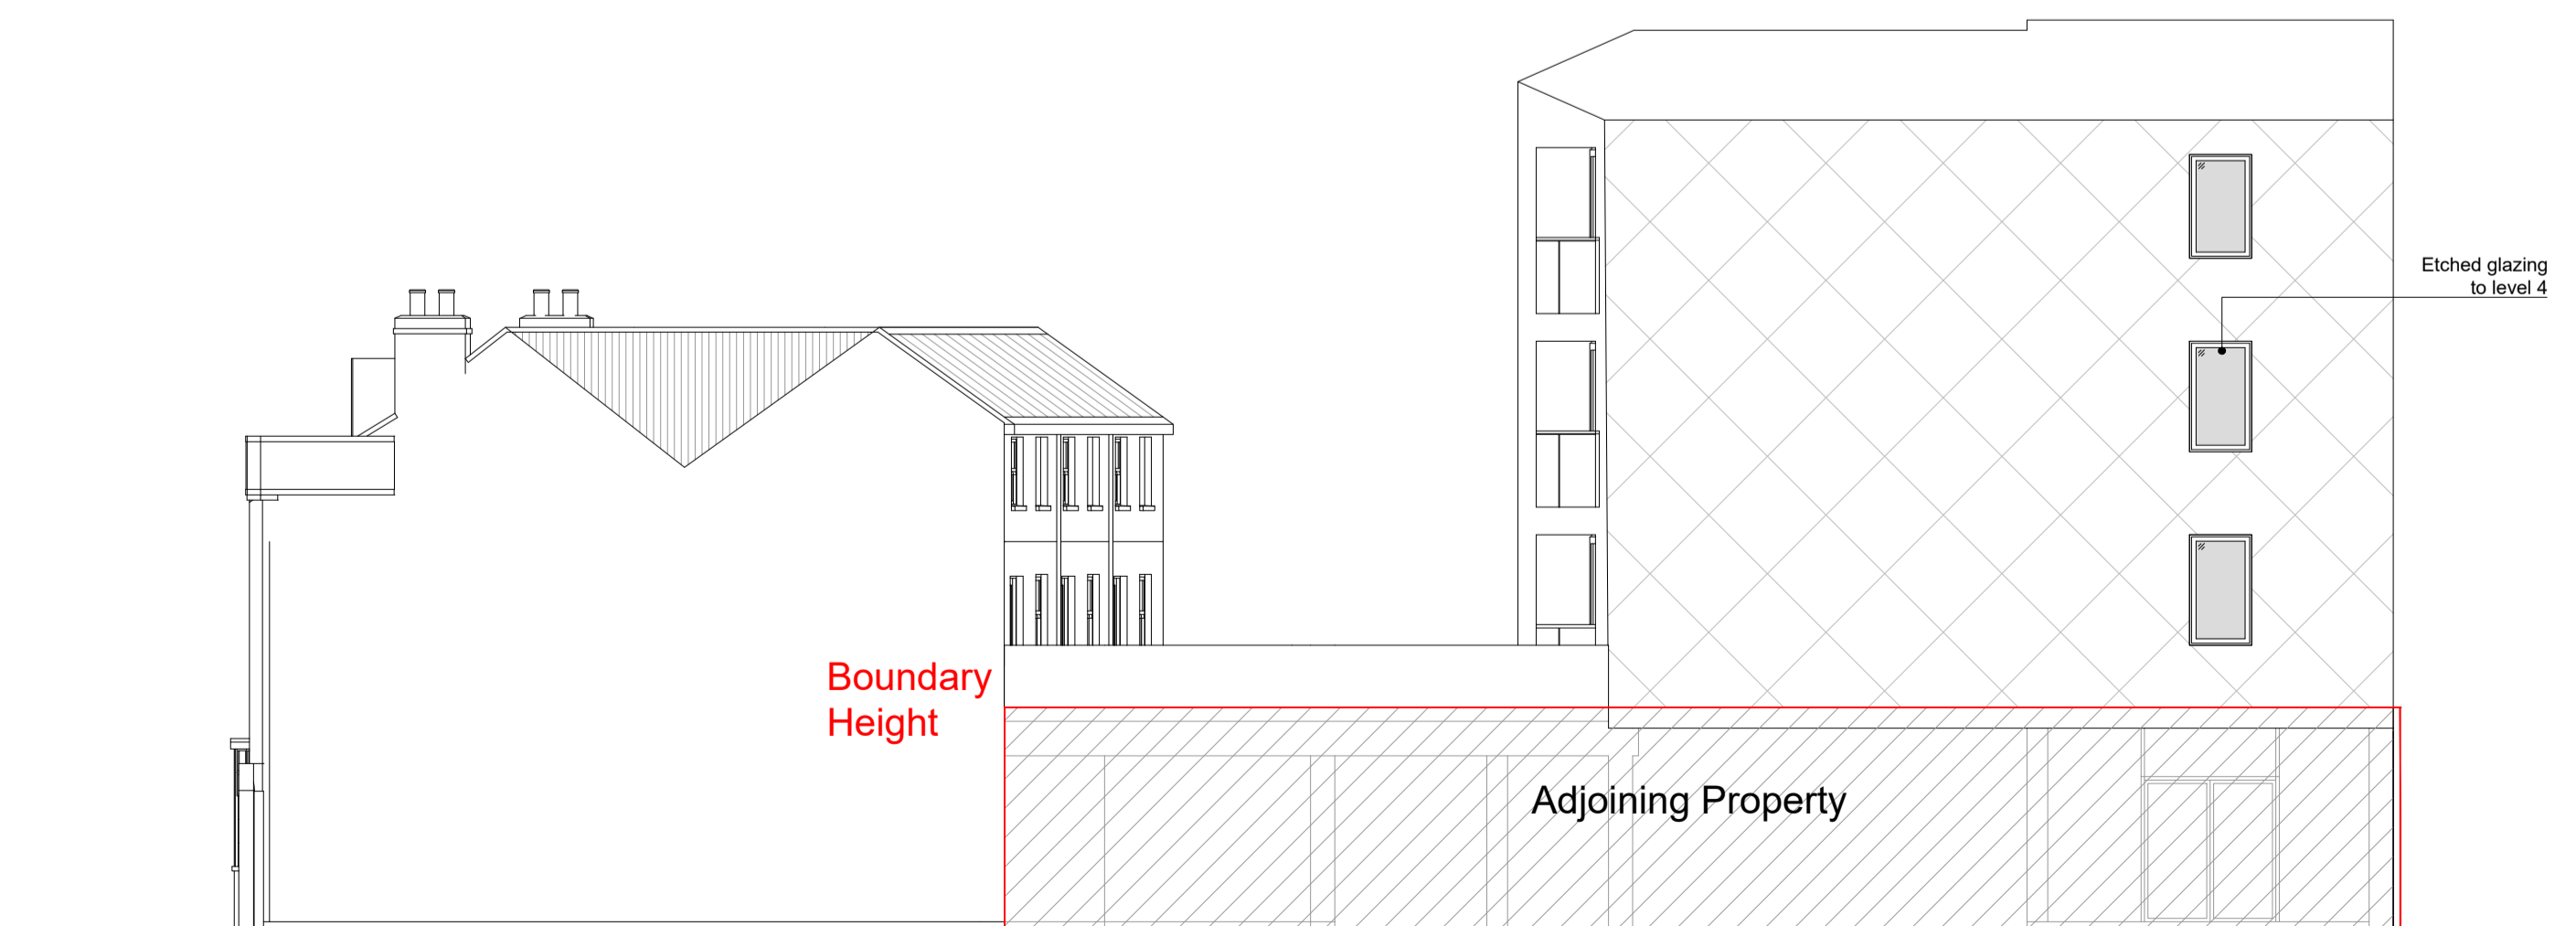 Etched glazing
to level 4
Boundary
Height
Adjoining Property